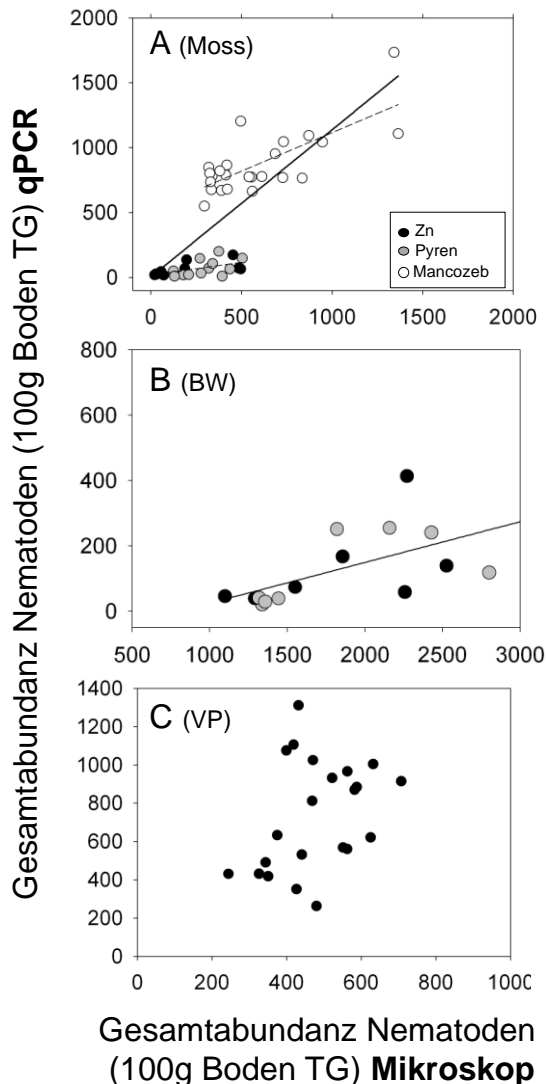 Gesamtabundanz Nematoden (100g Boden TG) qPCR
A (Moss)
2000
1500
1000
500
0
Zn
Pyren
Mancozeb
0 500 1000 1500 2000
B (BW)
800
600
400
200
0
500 1000 1500 2000 2500 3000
C (VP)
1400
1200
1000
800
600
400
200
0
0 200 400 600 800 1000
Gesamtabundanz Nematoden
(100g Boden TG) Mikroskop